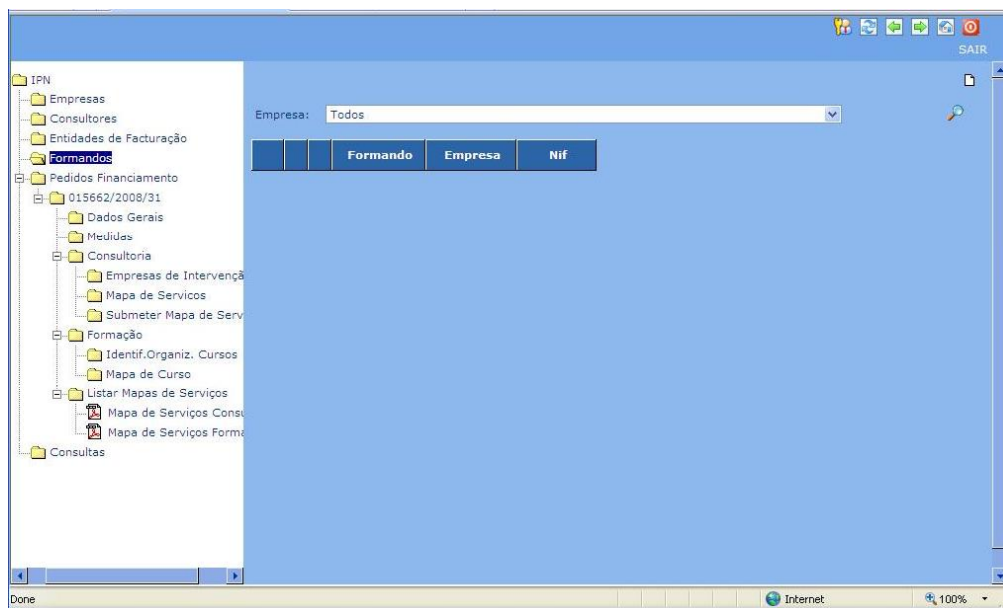 SAIR
IPN
Empresas
Consultores
Entidades de Facturação
Formandos
Pedidos Financiamento
015662/2008/31
Dados Gerais
Medidas
Consultoria
Empresas de Intervençã
Mapa de Servicos
Submeter Mapa de Serv
Formação
Identif.Organiz. Cursos
Mapa de Curso
Listar Mapas de Serviços
Mapa de Serviços Consu
Mapa de Serviços Forma
Consultas
Empresa: Todos
Formando Empresa Nif
Done Internet 100%